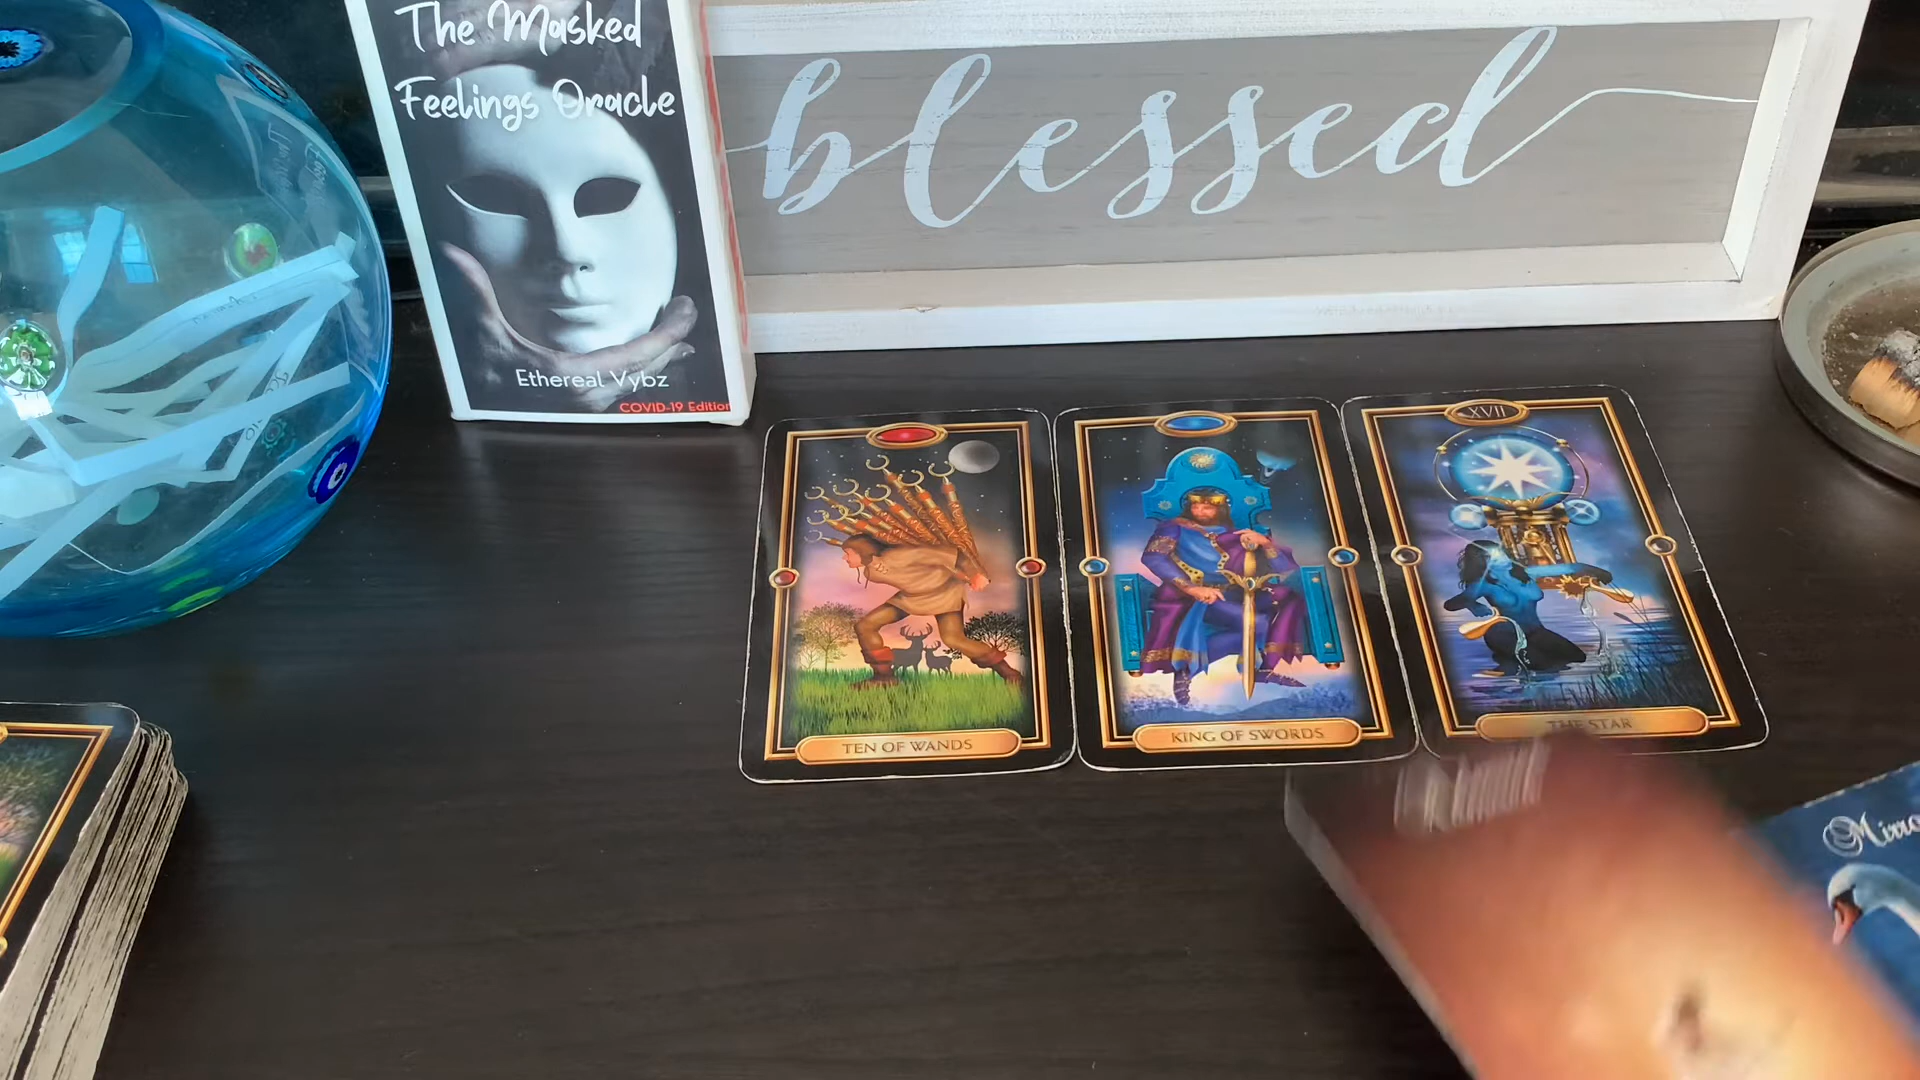 The Masked
Feelings Oracle
Ethereal Vybz
COVID-19 Edition
blessed
TEN OF WANDS
KING OF SWORDS
XVII
THE STAR